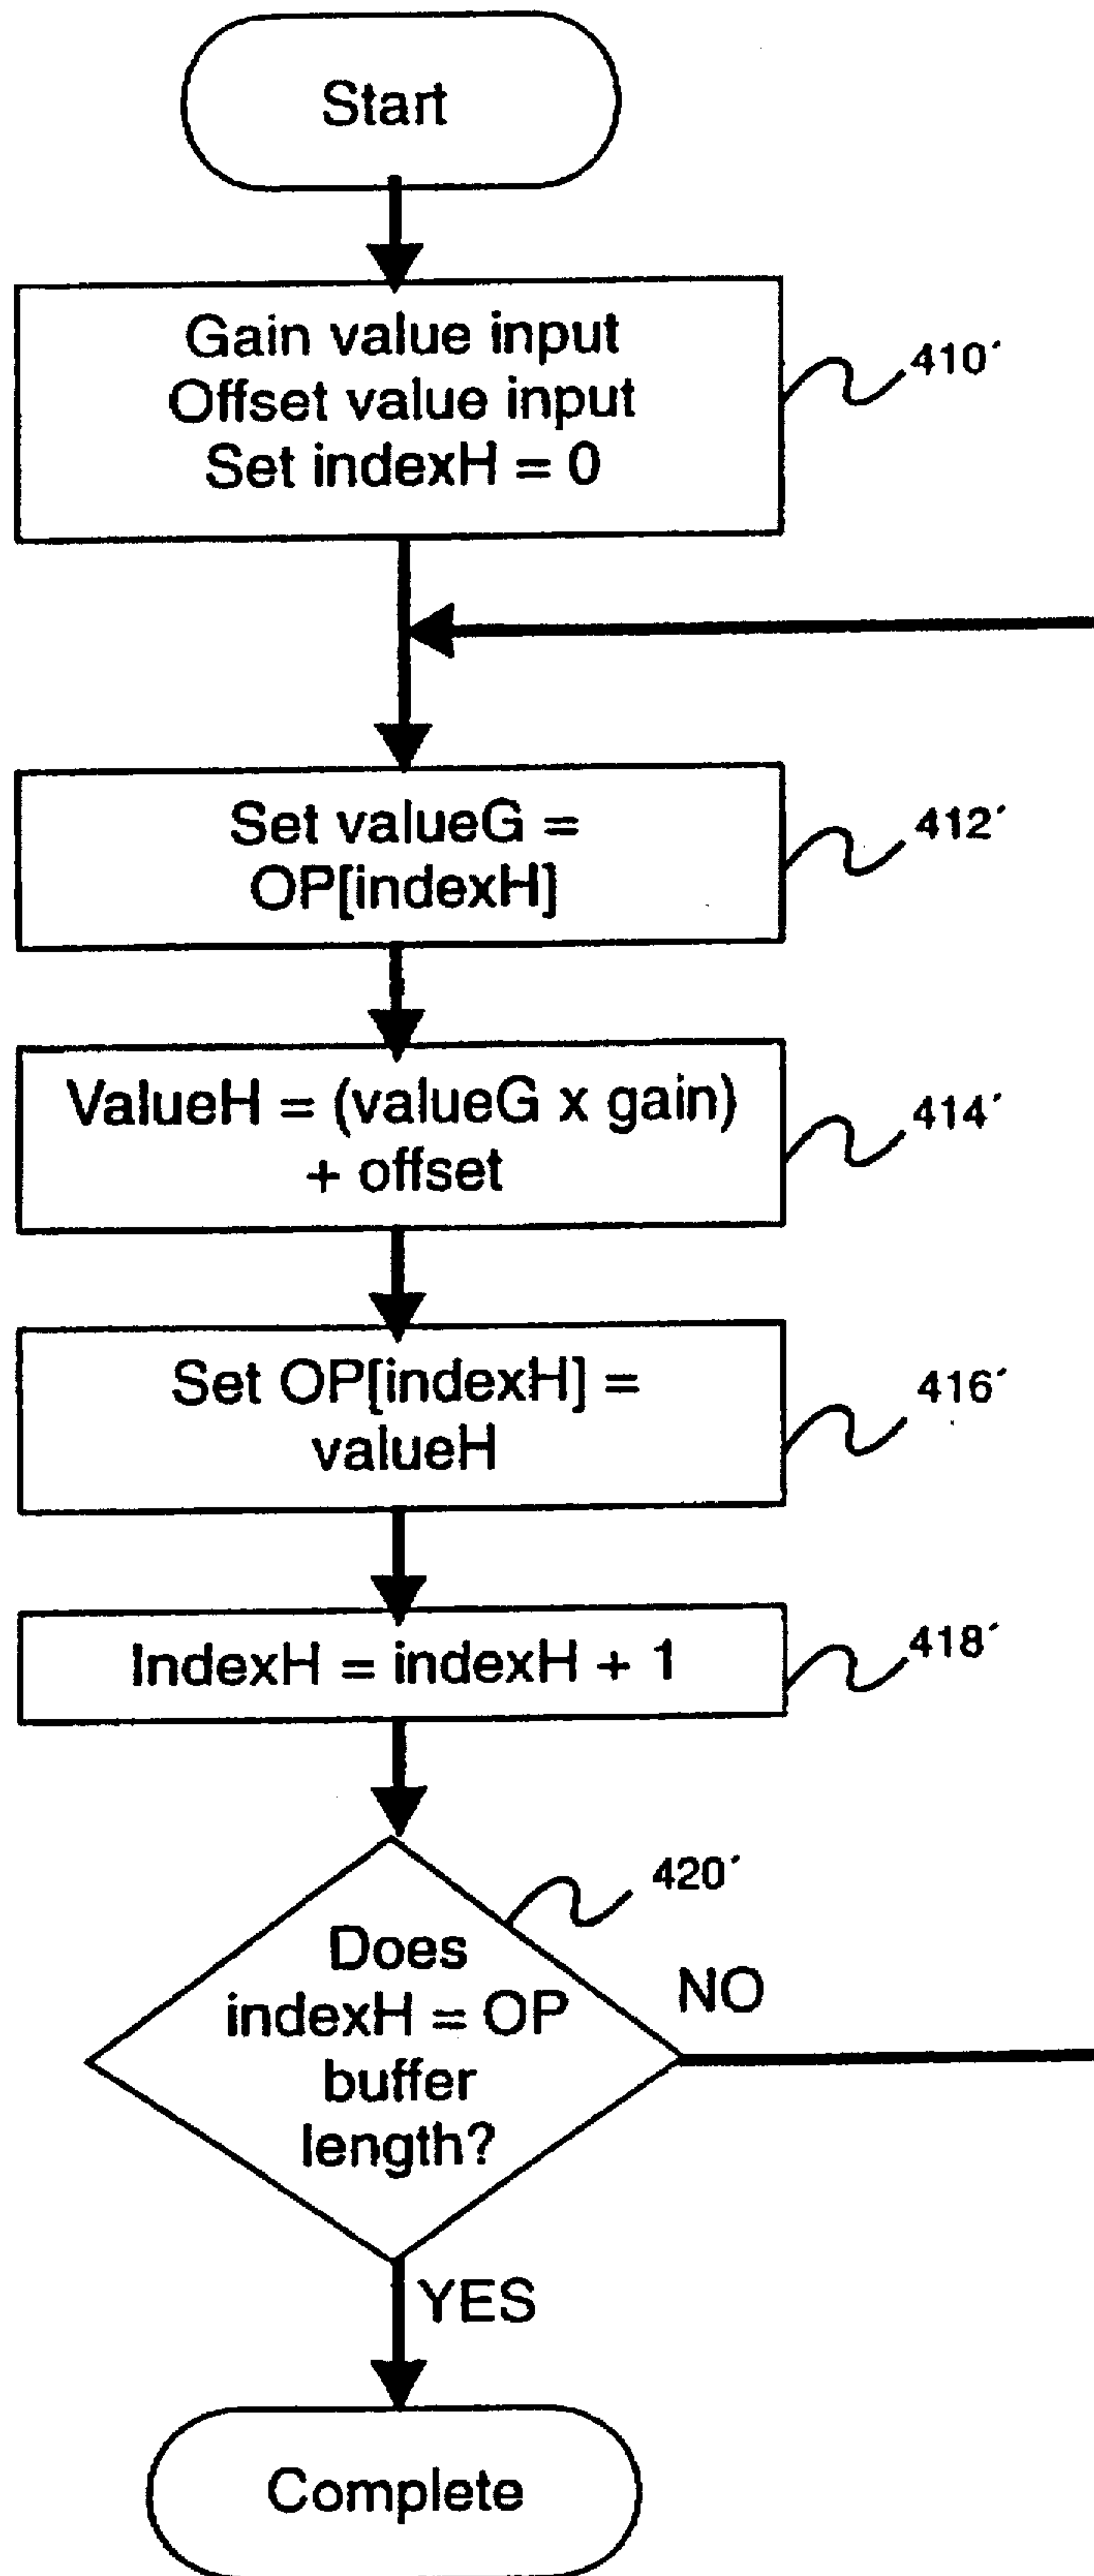 Start
Gain value input
Offset value input
Set indexH = 0
410´
Set valueG =
OP[indexH]
412´
ValueH = (valueG x gain)
+ offset
414´
Set OP[indexH] =
valueH
416´
IndexH = indexH + 1
418´
420´
Does
indexH = OP
buffer
length?
NO
YES
Complete